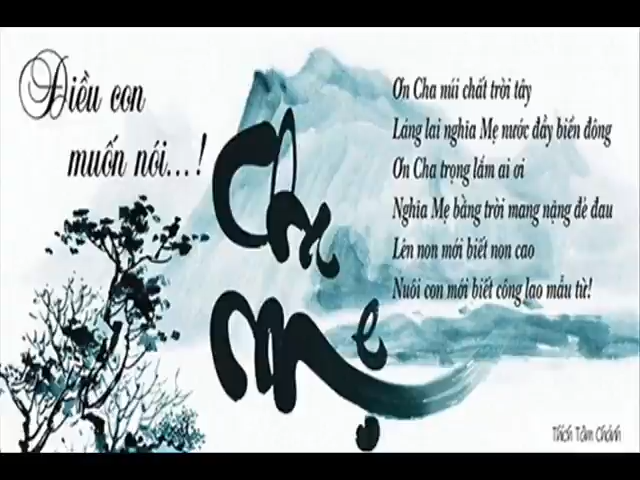 Điều con
muốn nói...!
Cha
Mẹ
Ơn Cha núi chất trời tây
Láng lai nghĩa Mẹ nước đầy biển đông
Ơn Cha trọng lắm ai ơi
Nghĩa Mẹ bằng trời mang nặng đẻ đau
Lên non mới biết non cao
Nuôi con mới biết công lao mẫu từ!
Thích Tâm Chánh